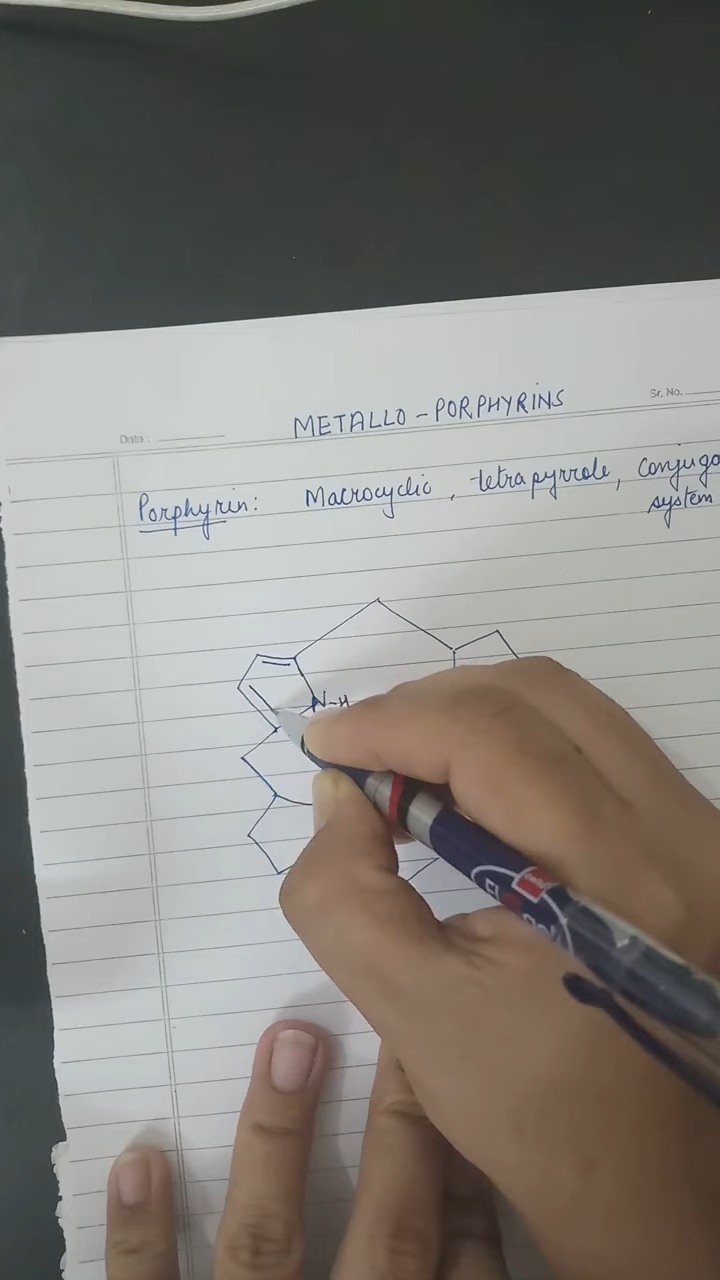 Sr. No.
Date :
METALLO - PORPHYRINS
Porphyrin: Macrocyclic, tetrapyrrole, conjuga
system
N-H